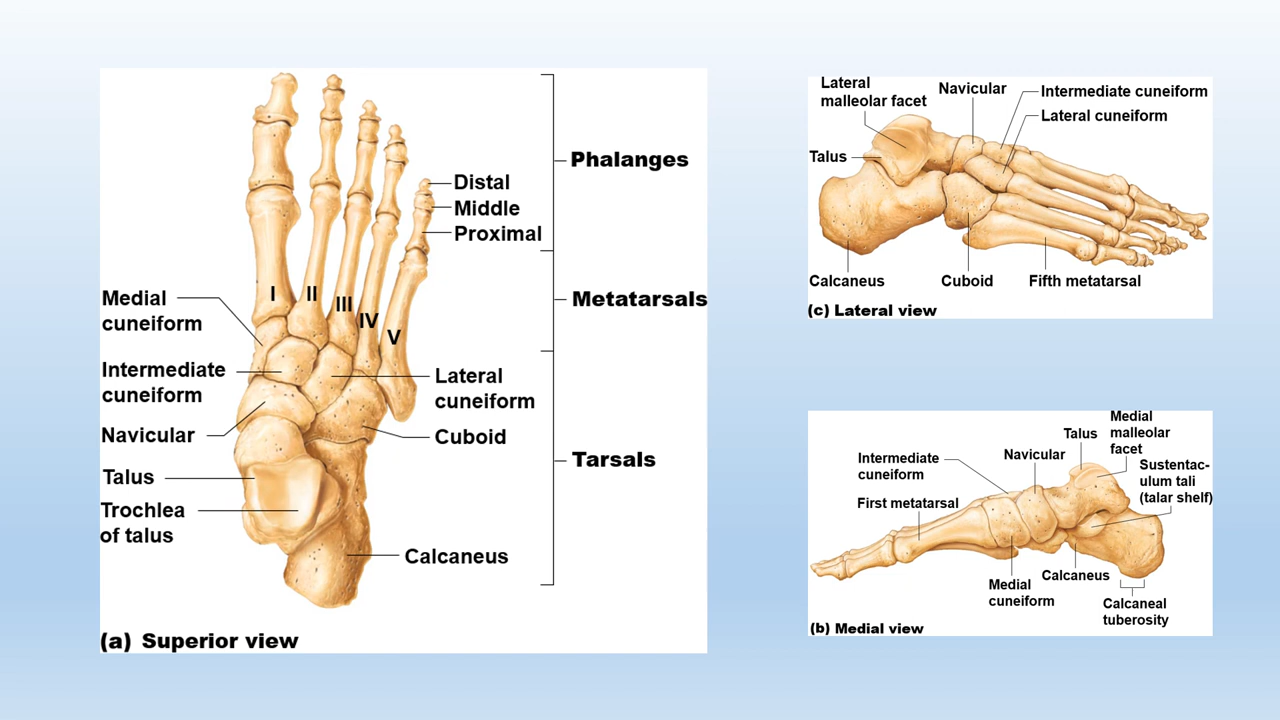 Phalanges
Distal
Middle
Proximal
Metatarsals
I
II
III
IV
V
Medial
cuneiform
Intermediate
cuneiform
Navicular
Talus
Trochlea
of talus
Lateral
cuneiform
Cuboid
Tarsals
Calcaneus
(a) Superior view
Lateral
malleolar facet
Navicular
Intermediate cuneiform
Lateral cuneiform
Talus
Calcaneus
Cuboid
Fifth metatarsal
(c) Lateral view
Medial
malleolar
facet
Talus
Navicular
Sustentac-
ulum tali
(talar shelf)
Intermediate
cuneiform
First metatarsal
Medial
cuneiform
Calcaneus
Calcaneal
tuberosity
(b) Medial view